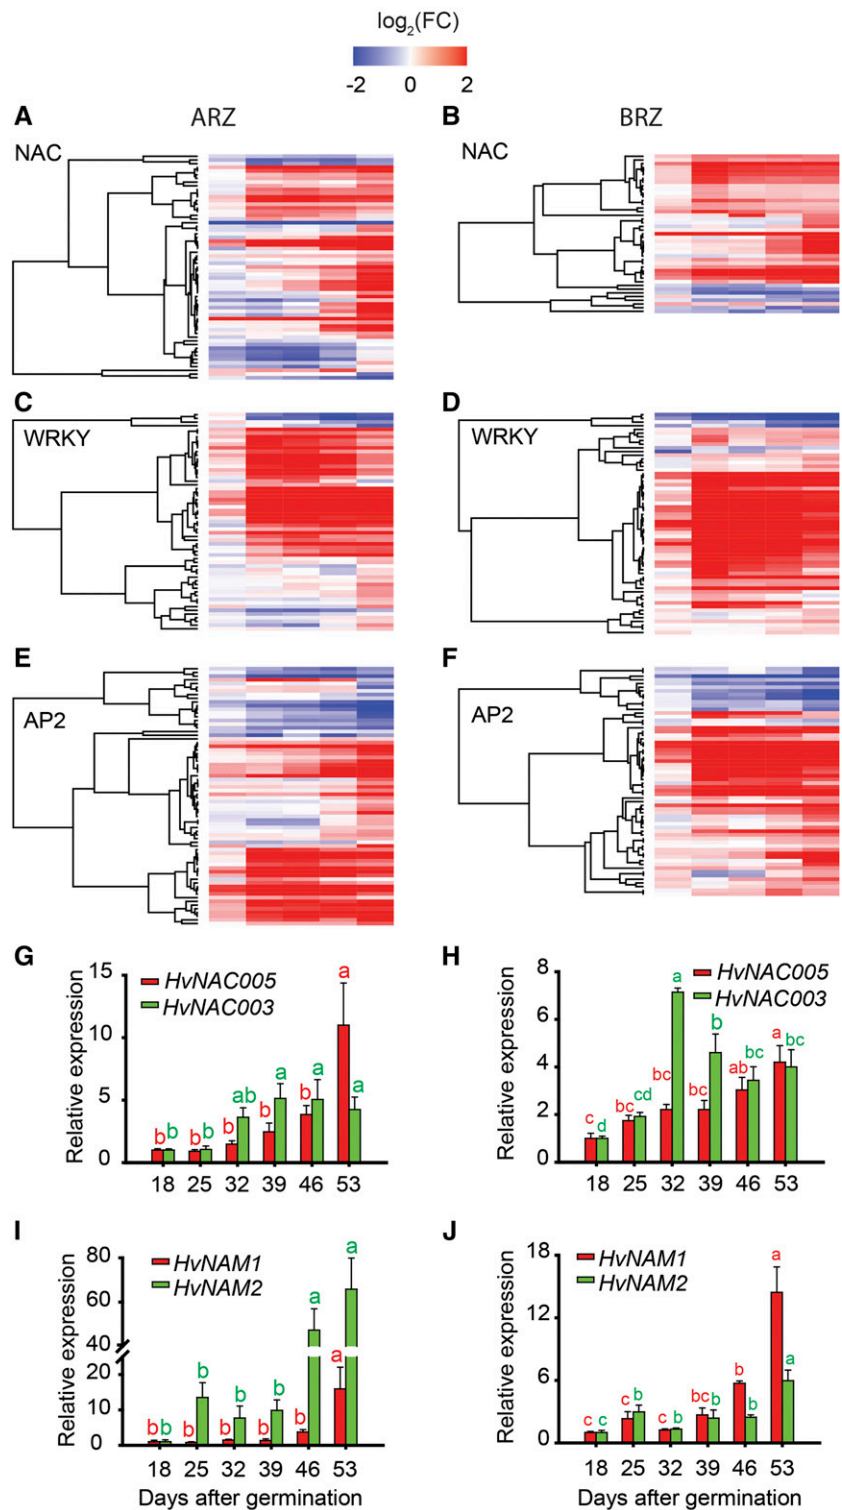 log2(FC)
-2 0 2
A ARZ
NAC
B BRZ
NAC
C
WRKY
D
WRKY
E
AP2
F
AP2
G
Relative expression
15
10
5
0
HvNAC005
HvNAC003
b b b b b ab b a b a a a
18 25 32 39 46 53
H
Relative expression
8
6
4
2
0
HvNAC005
HvNAC003
c d bc cd bc a bc b ab bc a bc
18 25 32 39 46 53
I
Relative expression
80
60
40
20
10
0
HvNAM1
HvNAM2
b b b b b b b b b a a a
18 25 32 39 46 53
Days after germination
J
Relative expression
18
12
6
0
HvNAM1
HvNAM2
c c c b c b bc b b b a a
18 25 32 39 46 53
Days after germination